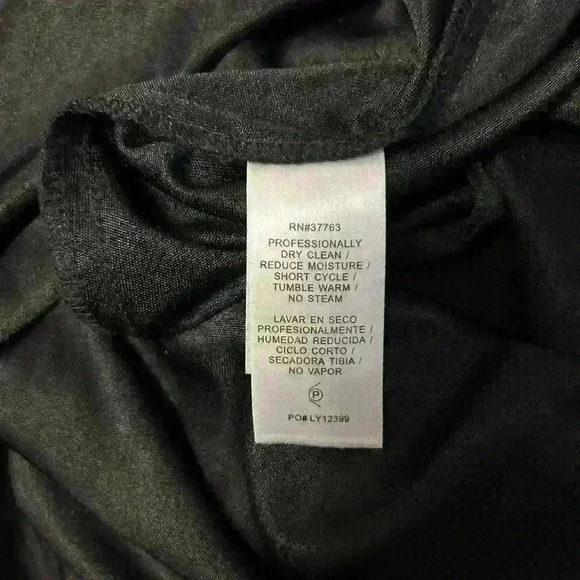 RN#37763
PROFESSIONALLY
DRY CLEAN /
REDUCE MOISTURE /
SHORT CYCLE /
TUMBLE WARM /
NO STEAM
LAVAR EN SECO
PROFESIONALMENTE /
HUMEDAD REDUCIDA /
CICLO CORTO /
SECADORA TIBIA /
NO VAPOR
P
PO# LY12399